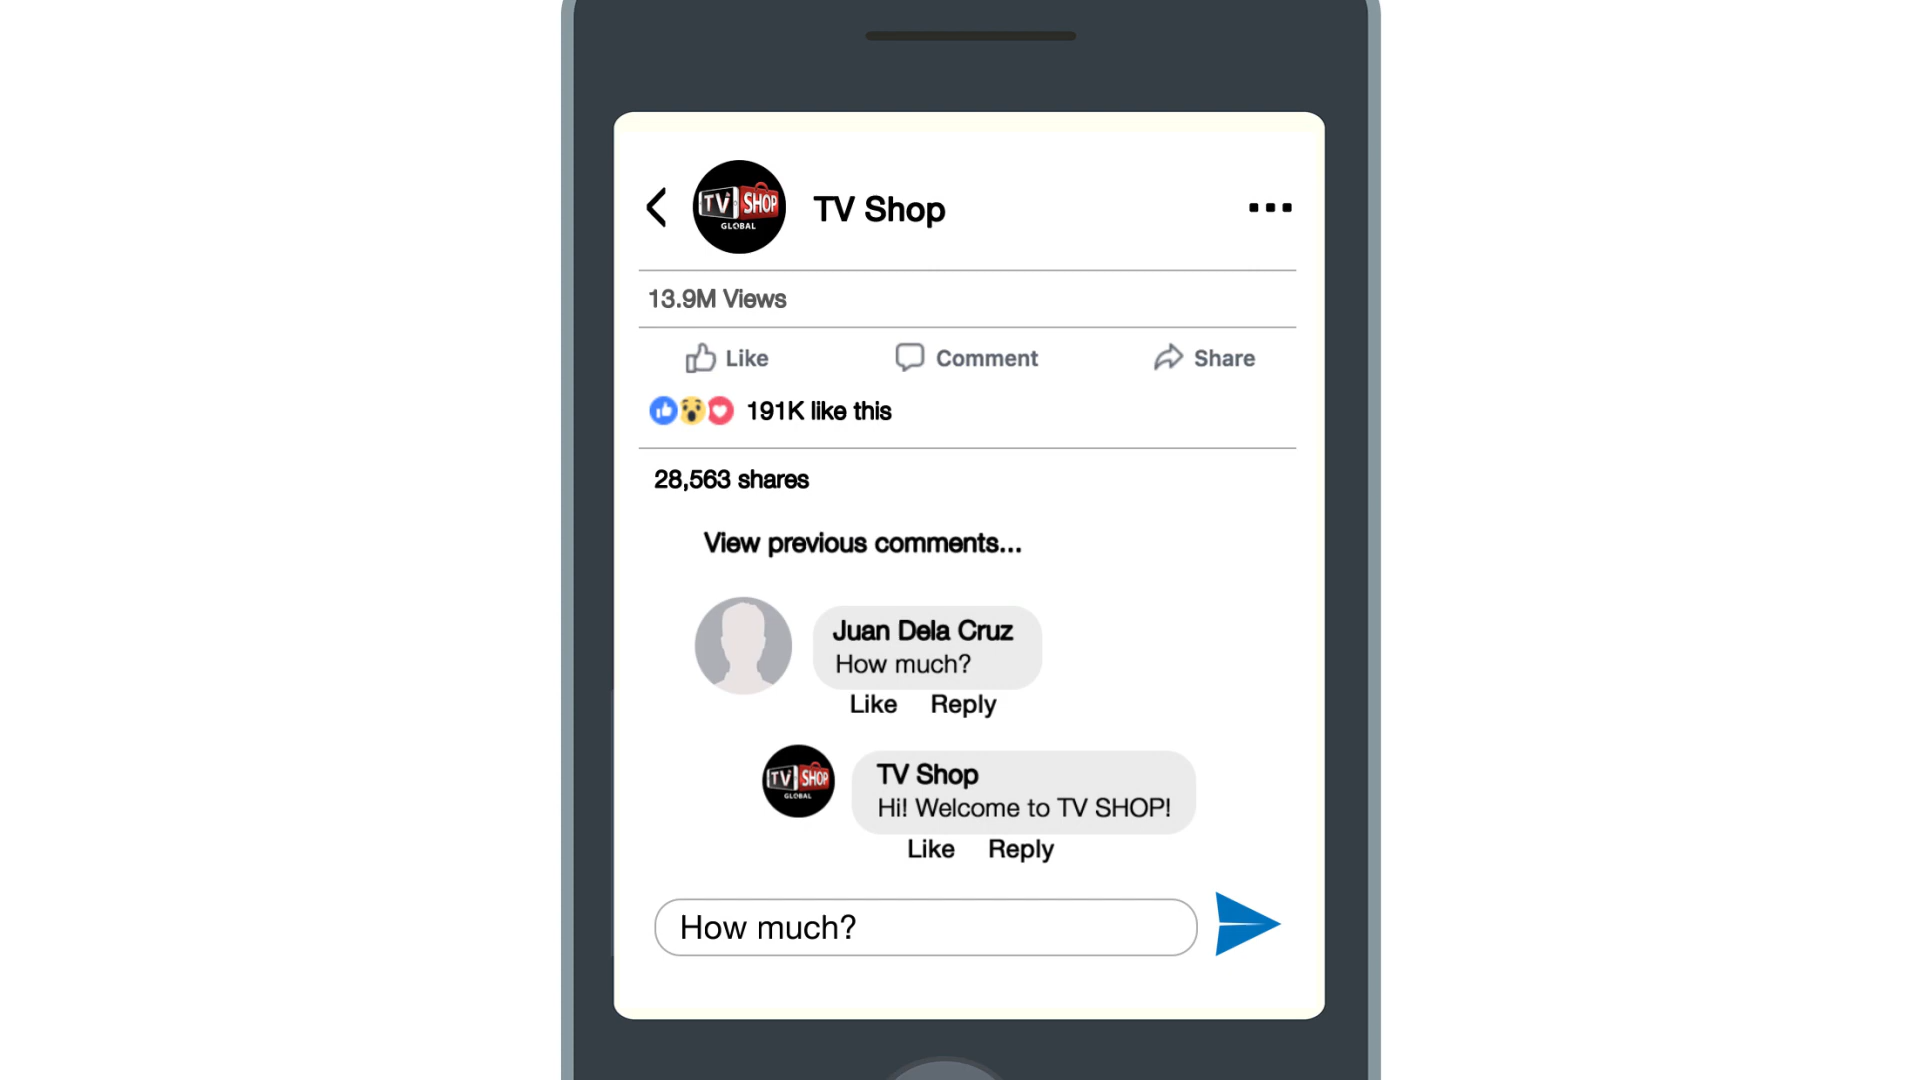 TV SHOP
GLOBAL
TV Shop
13.9M Views
Like Comment Share
191K like this
28,563 shares
View previous comments...
Juan Dela Cruz
How much?
Like Reply
TV SHOP
GLOBAL
TV Shop
Hi! Welcome to TV SHOP!
Like Reply
How much?